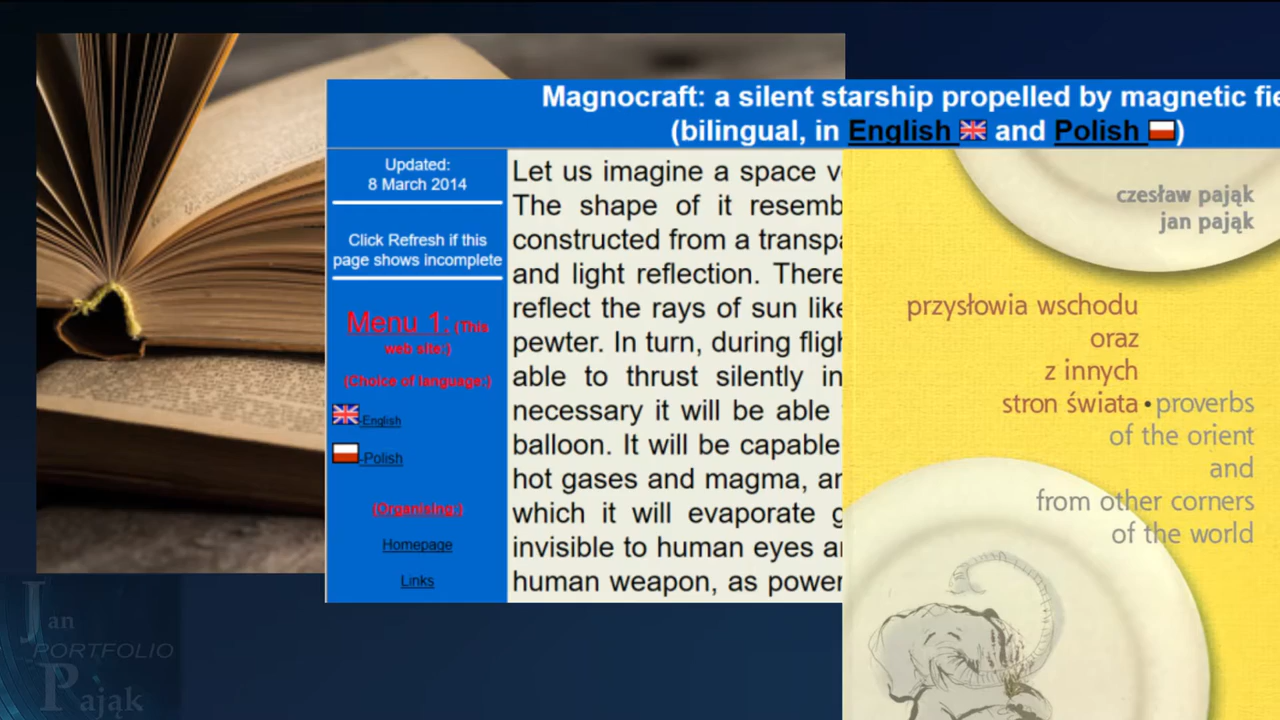 Magnocraft: a silent starship propelled by magnetic
(bilingual, in English and Polish )
Updated:
8 March 2014
Click Refresh if this
page shows incomplete
Menu 1: (This
web site:)
(Choice of language:)
-English
-Polish
(Organising:)
Homepage
Links
Let us imagine a space
The shape of it
constructed from a
and light reflection. There
reflect the rays of sun like
pewter. In turn, during
able to thrust silently in
necessary it will be able
balloon. It will be capable
hot gases and magma,
which it will evaporate
invisible to human eyes
human weapon, as power
czesław pająk
jan pająk
przysłowia wschodu
oraz
z innych
stron świata • proverbs
of the orient
and
from other corners
of the world
Jan
PORTFOLIO
Pająk